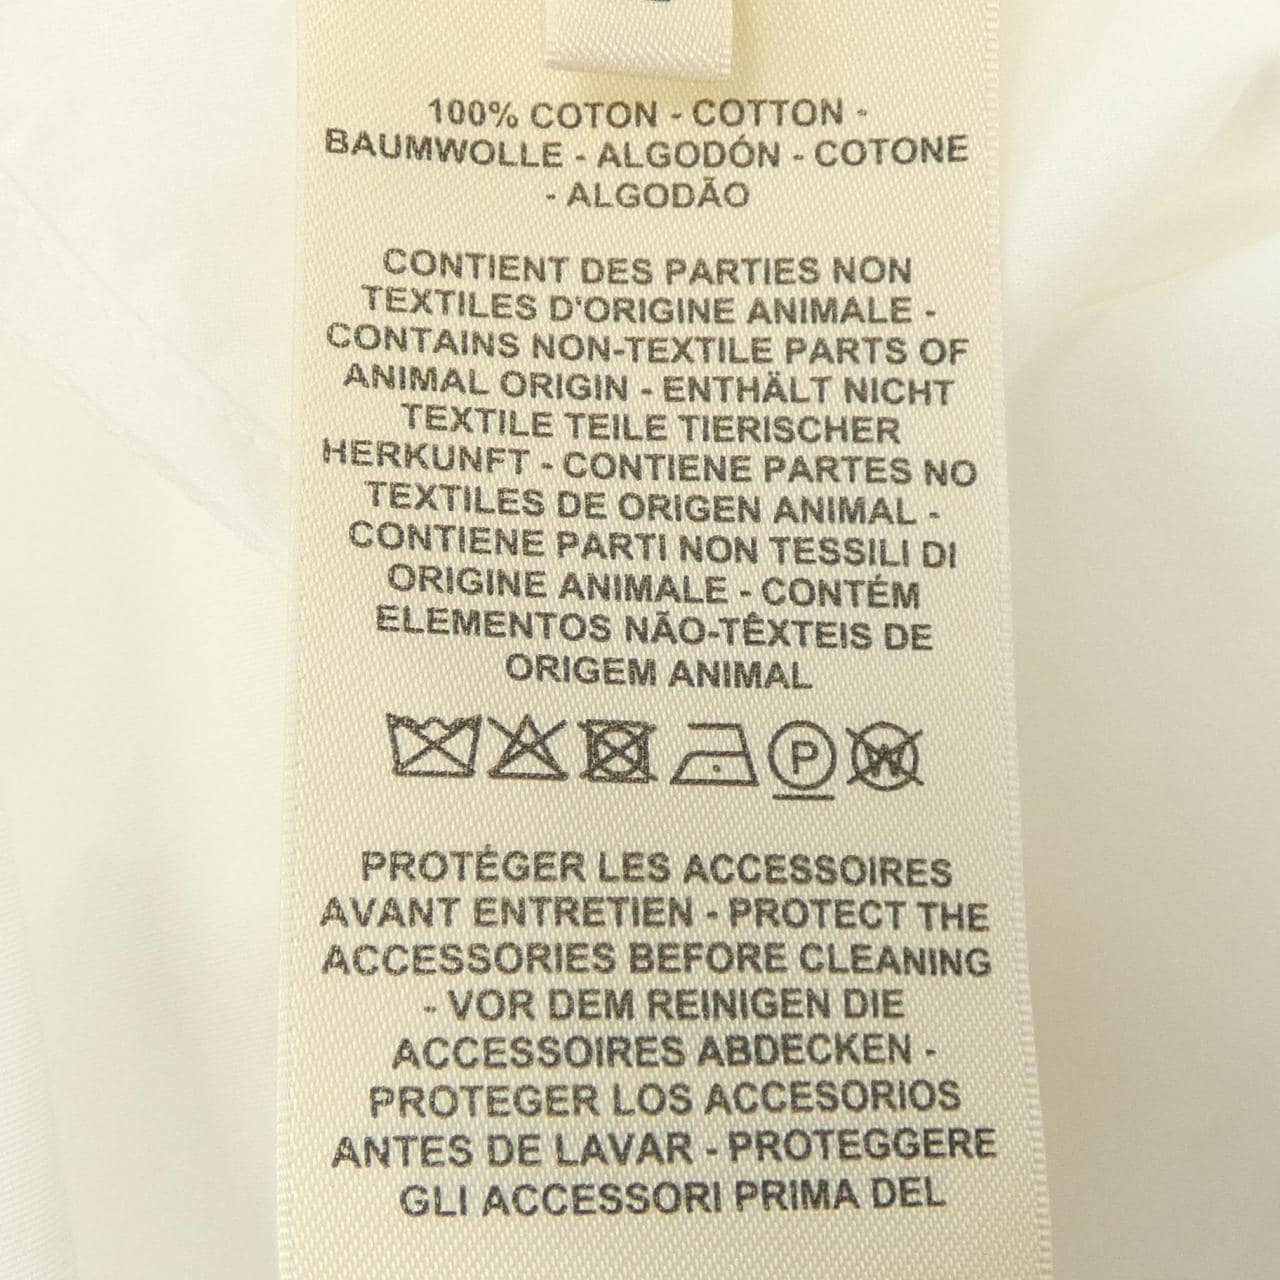 100% COTON - COTTON -
BAUMWOLLE - ALGODÓN - COTONE
- ALGODÃO
CONTIENT DES PARTIES NON
TEXTILES D'ORIGINE ANIMALE -
CONTAINS NON-TEXTILE PARTS OF
ANIMAL ORIGIN - ENTHÄLT NICHT
TEXTILE TEILE TIERISCHER
HERKUNFT - CONTIENE PARTES NO
TEXTILES DE ORIGEN ANIMAL -
CONTIENE PARTI NON TESSILI DI
ORIGINE ANIMALE - CONTÉM
ELEMENTOS NÃO-TÊXTEIS DE
ORIGEM ANIMAL
P W
PROTÉGER LES ACCESSOIRES
AVANT ENTRETIEN - PROTECT THE
ACCESSORIES BEFORE CLEANING
- VOR DEM REINIGEN DIE
ACCESSOIRES ABDECKEN -
PROTEGER LOS ACCESORIOS
ANTES DE LAVAR - PROTEGGERE
GLI ACCESSORI PRIMA DEL